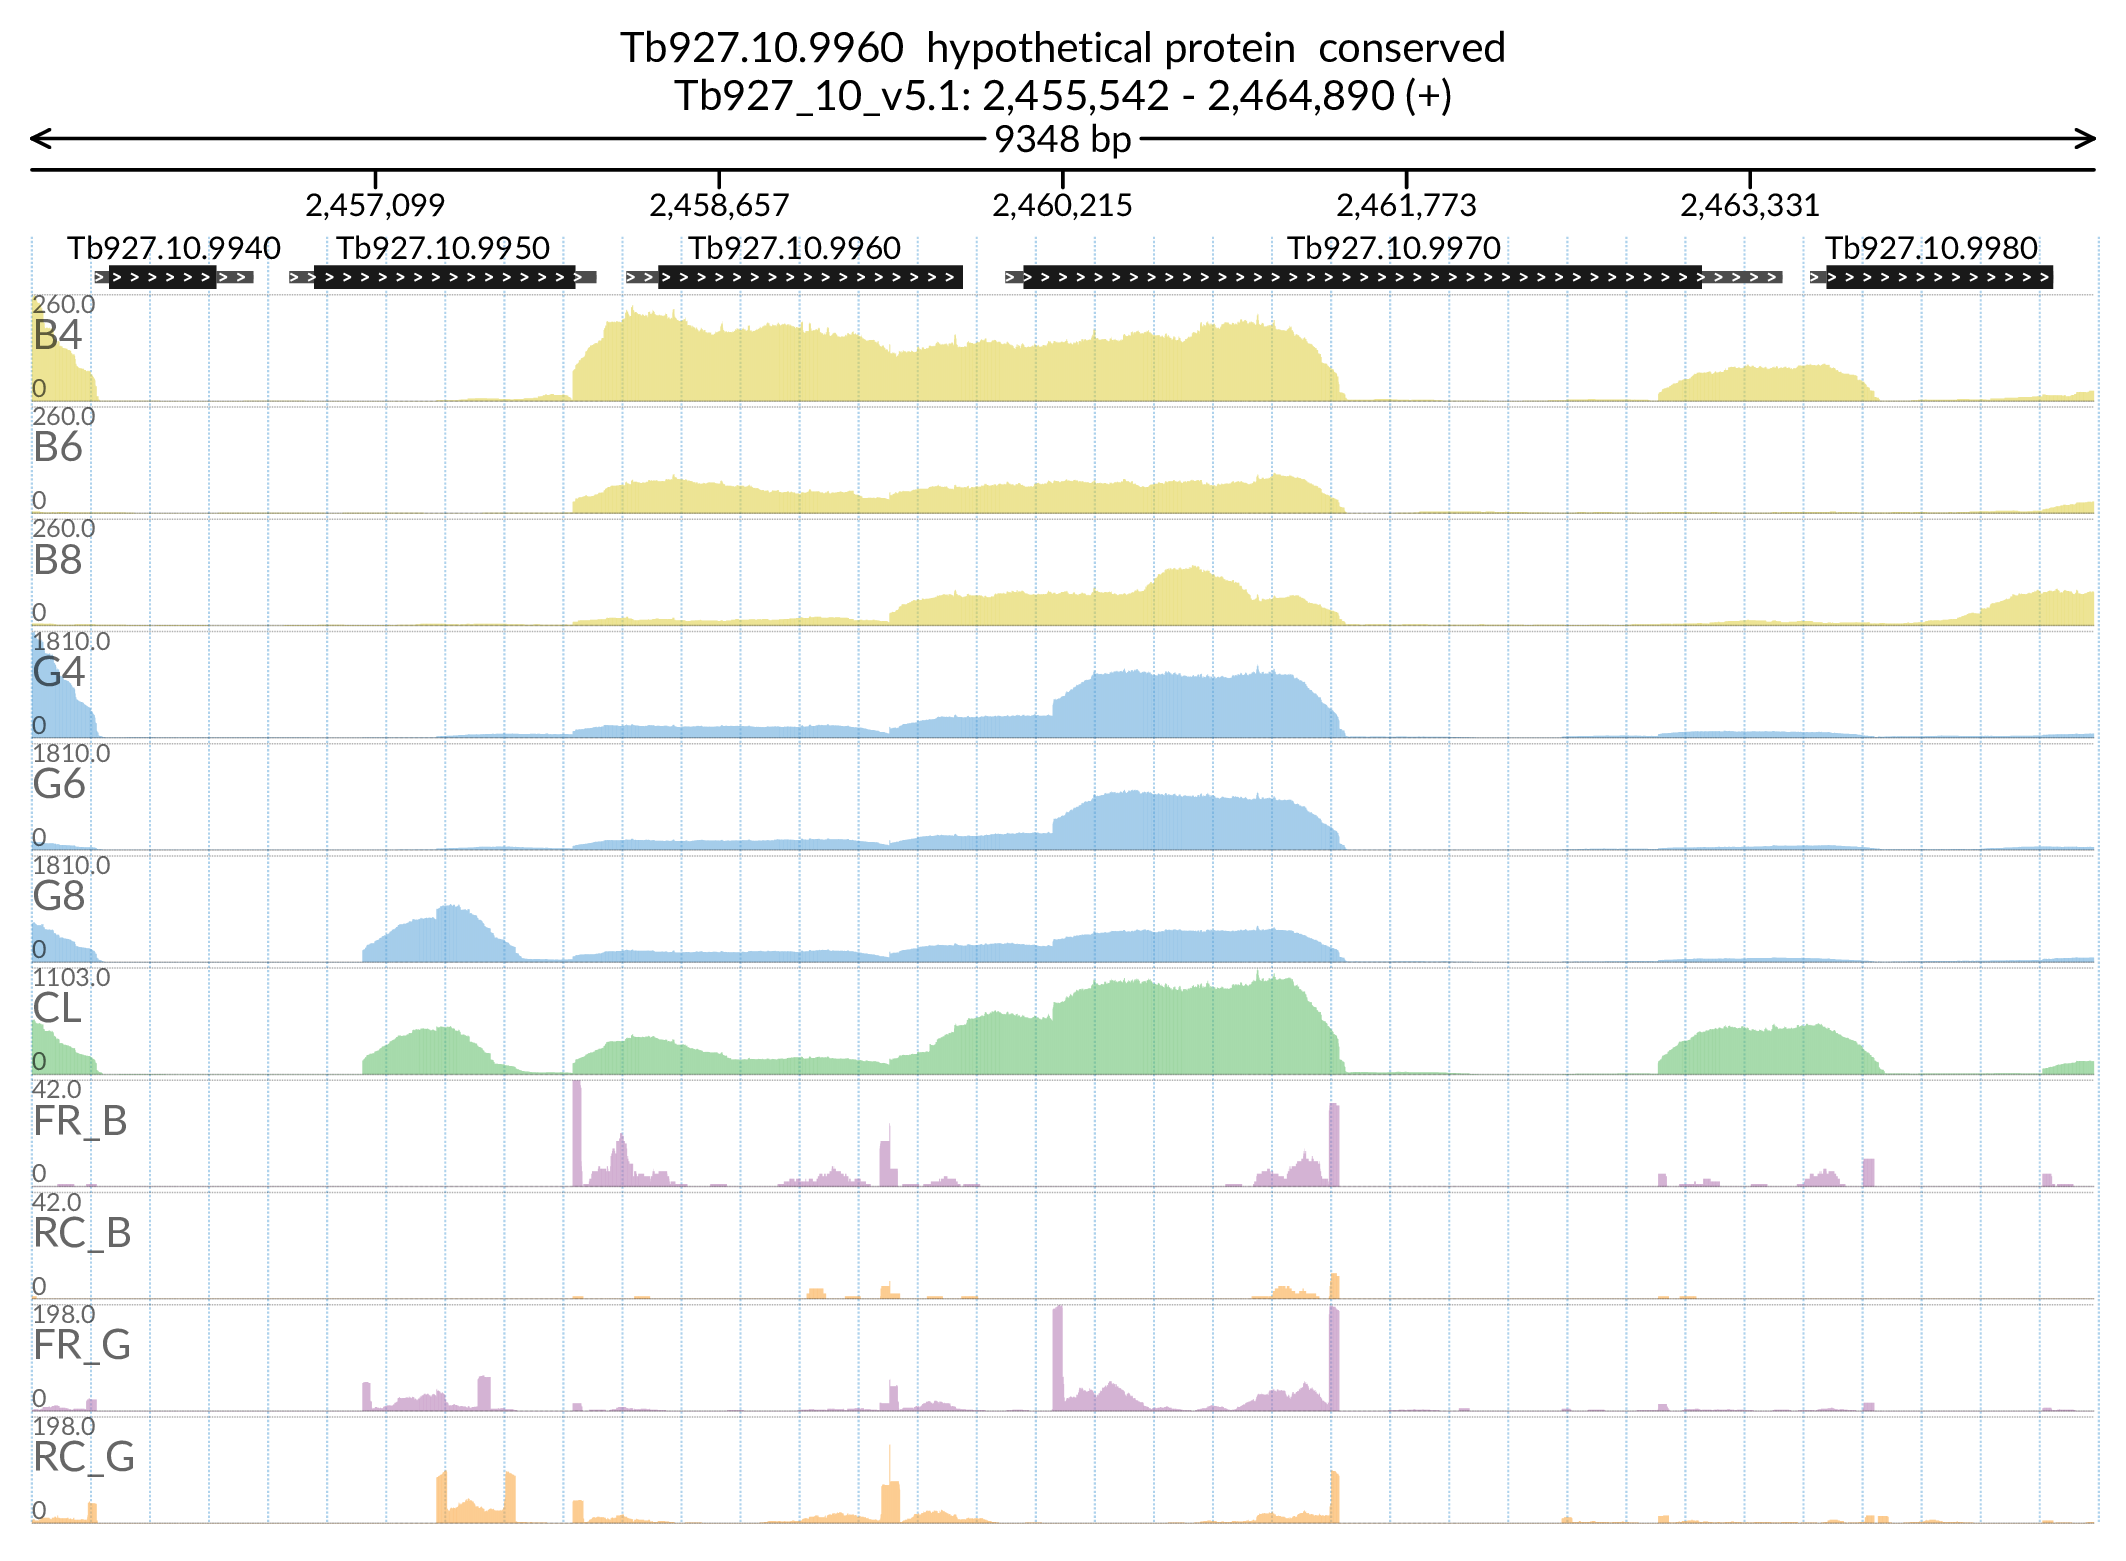 Tb927.10.9960  hypothetical protein  conserved
Tb927_10_v5.1: 2,455,542 - 2,464,890 (+)
9348 bp
2,457,099 2,458,657 2,460,215 2,461,773 2,463,331
Tb927.10.9940 Tb927.10.9950 Tb927.10.9960 Tb927.10.9970 Tb927.10.9980
260.0
B4
0
260.0
B6
0
260.0
B8
0
1810.0
G4
0
1810.0
G6
0
1810.0
G8
0
1103.0
CL
0
42.0
FR_B
0
42.0
RC_B
0
198.0
FR_G
0
198.0
RC_G
0